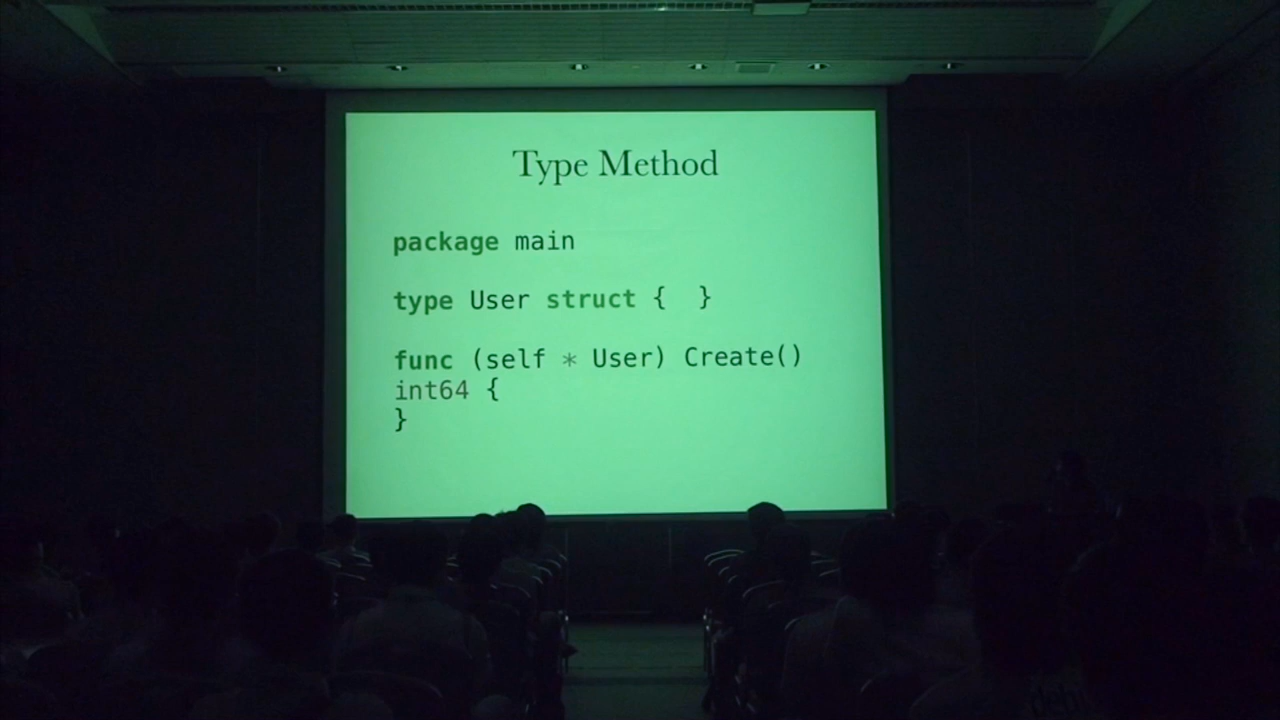 Type Method
package main
type User struct {  }
func (self * User) Create()
int64 {
}